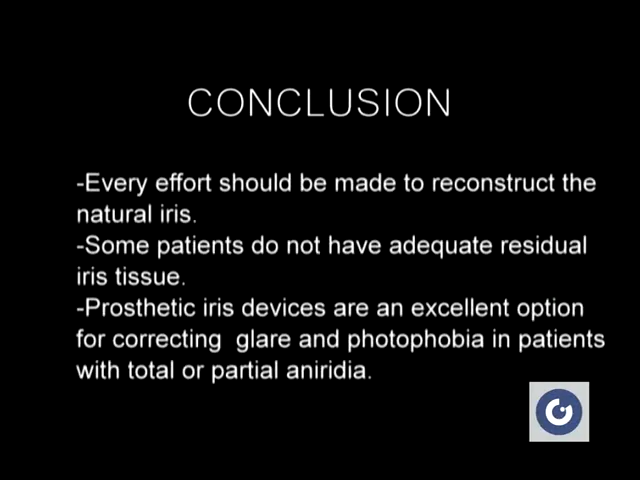 CONCLUSION
-Every effort should be made to reconstruct the
natural iris.
-Some patients do not have adequate residual
iris tissue.
-Prosthetic iris devices are an excellent option
for correcting  glare and photophobia in patients
with total or partial aniridia.